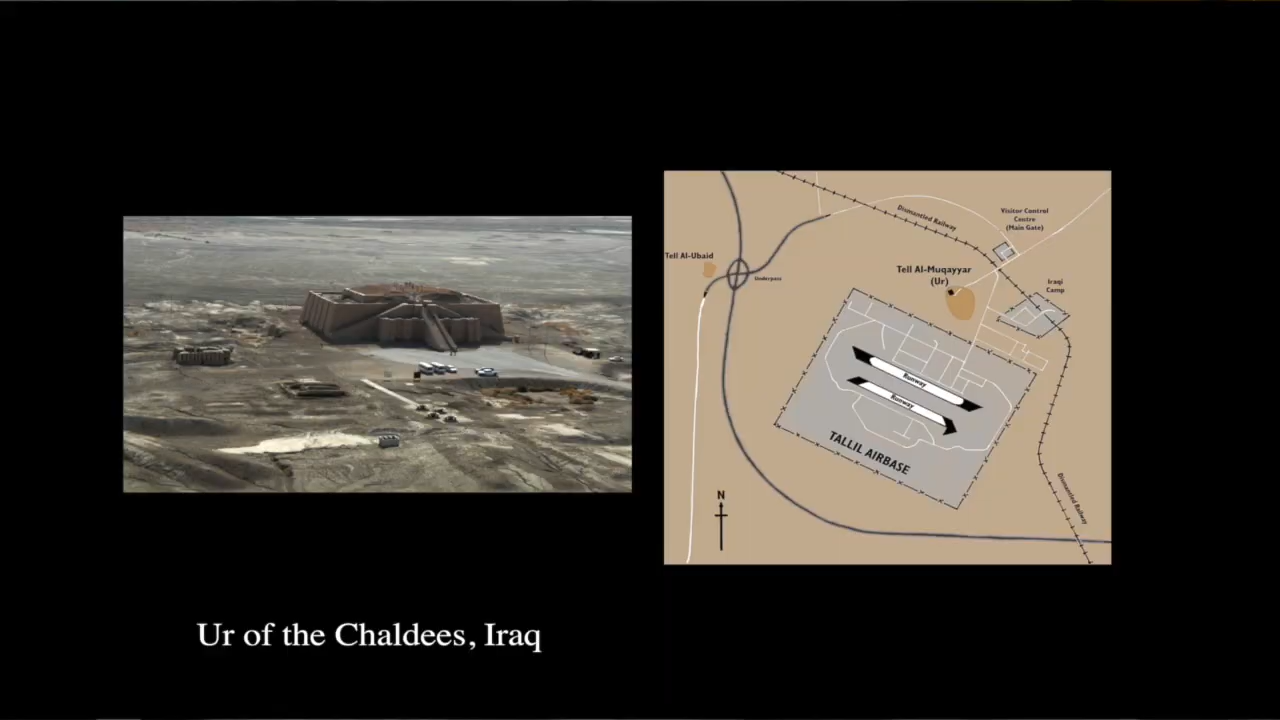 Dismantled Railway
Visitor Control
Centre
(Main Gate)
Tell Al-Ubaid
Underpass
Tell Al-Muqayyar
(Ur)
Iraqi
Camp
Runway
Runway
TALLIL AIRBASE
Dismantled Railway
N
Ur of the Chaldees, Iraq